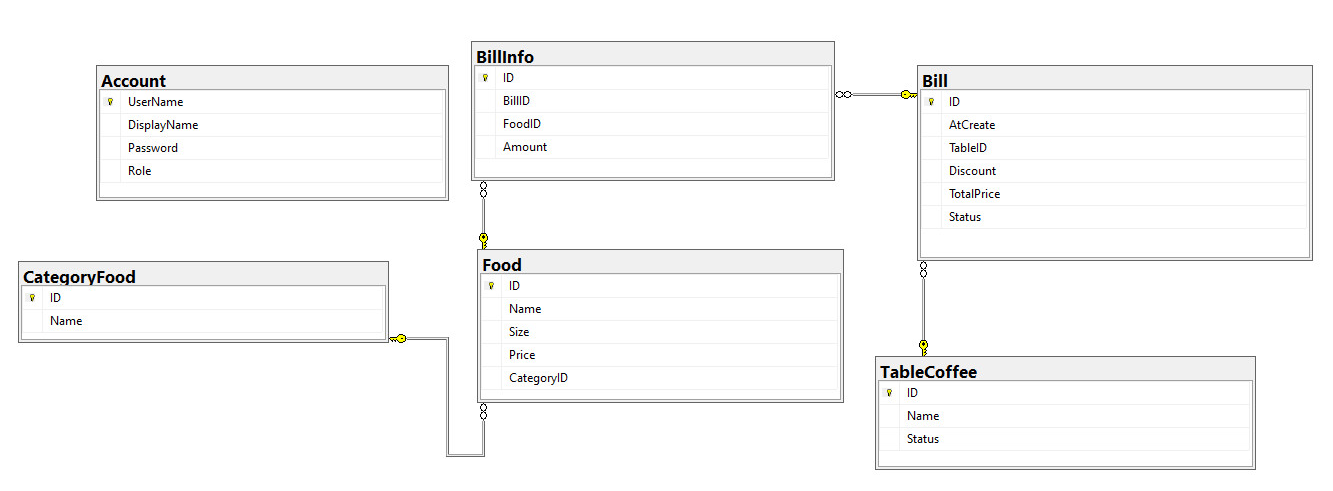 Account
UserName
DisplayName
Password
Role
BillInfo
ID
BillID
FoodID
Amount
Bill
ID
AtCreate
TableID
Discount
TotalPrice
Status
CategoryFood
ID
Name
Food
ID
Name
Size
Price
CategoryID
TableCoffee
ID
Name
Status